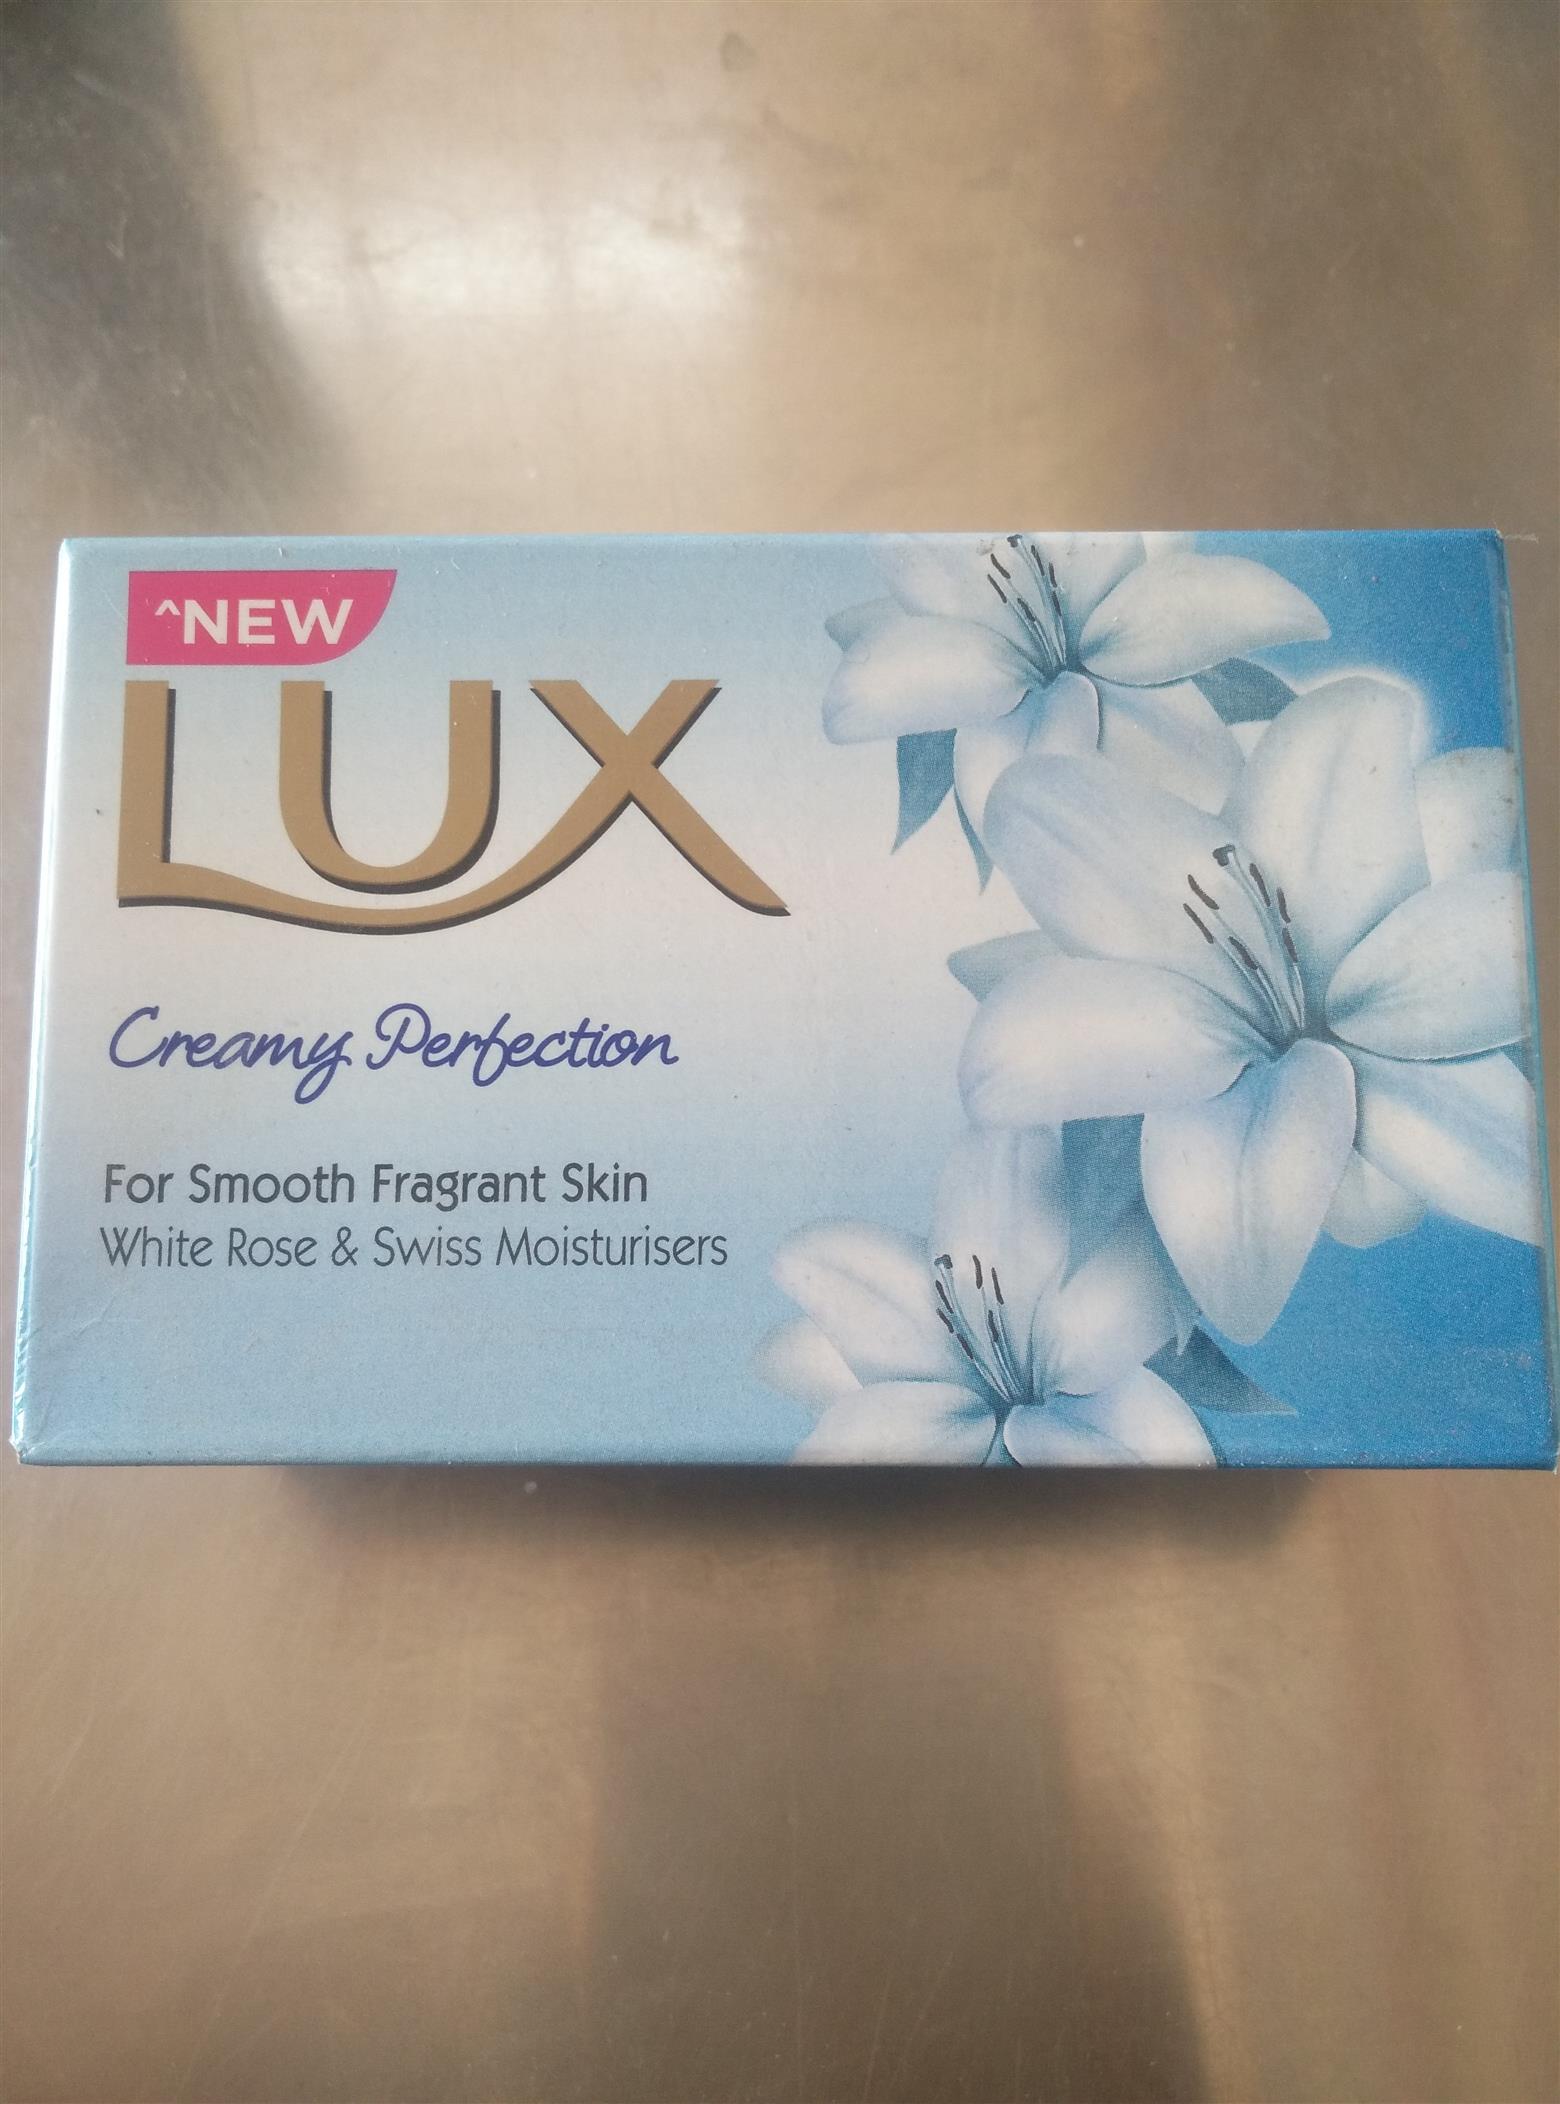 ^NEW
LUX
Creamy Perfection
For Smooth Fragrant Skin
White Rose & Swiss Moisturisers